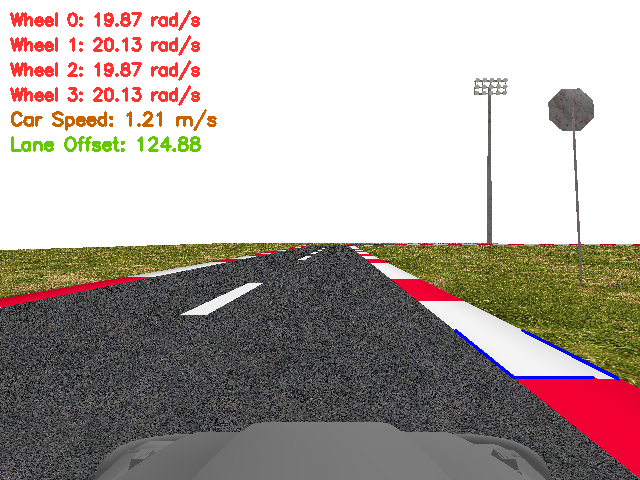 Wheel 0: 19.87 rad/s
Wheel 1: 20.13 rad/s
Wheel 2: 19.87 rad/s
Wheel 3: 20.13 rad/s
Car Speed: 1.21 m/s
Lane Offset: 124.88